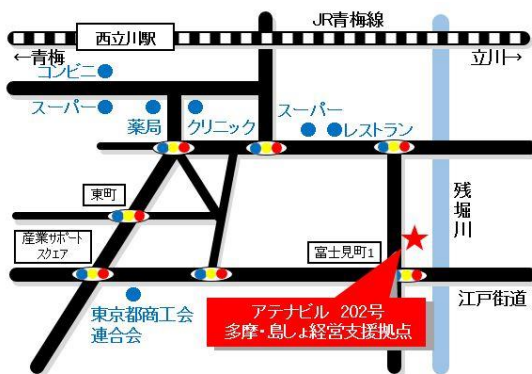 JR青梅線
西立川駅
←青梅
立川→
コンビニ
スーパー
薬局
クリニック
スーパー
レストラン
残堀川
東町
産業サポート
スクェア
富士見町1
江戸街道
東京都商工会
連合会
アテナビル 202号
多摩・島しょ経営支援拠点